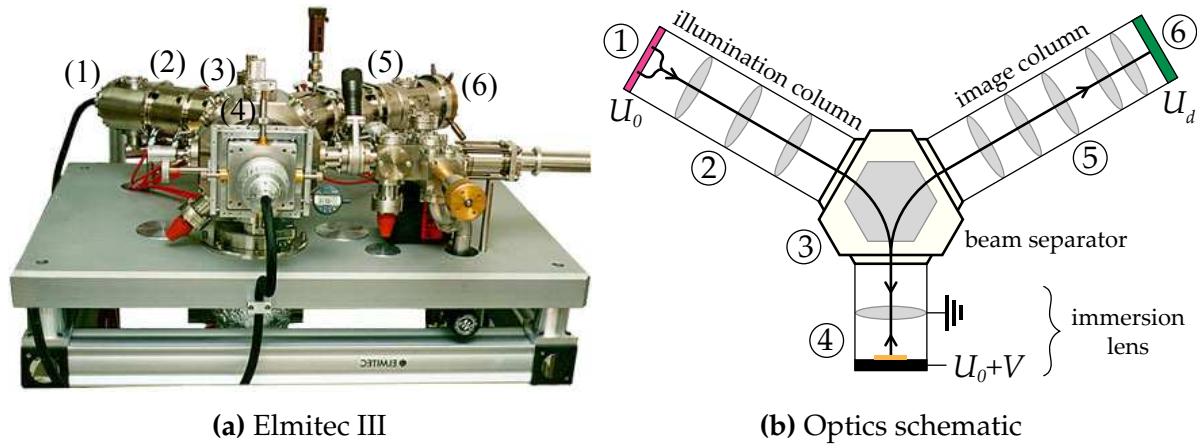 (1)
(2)
(3)
(4)
(5)
(6)
ELMITEC
(a) Elmitec III
①
illumination column
U₀
②
③
beam separator
④
U₀+V
immersion
lens
image column
⑤
⑥
U_d
(b) Optics schematic